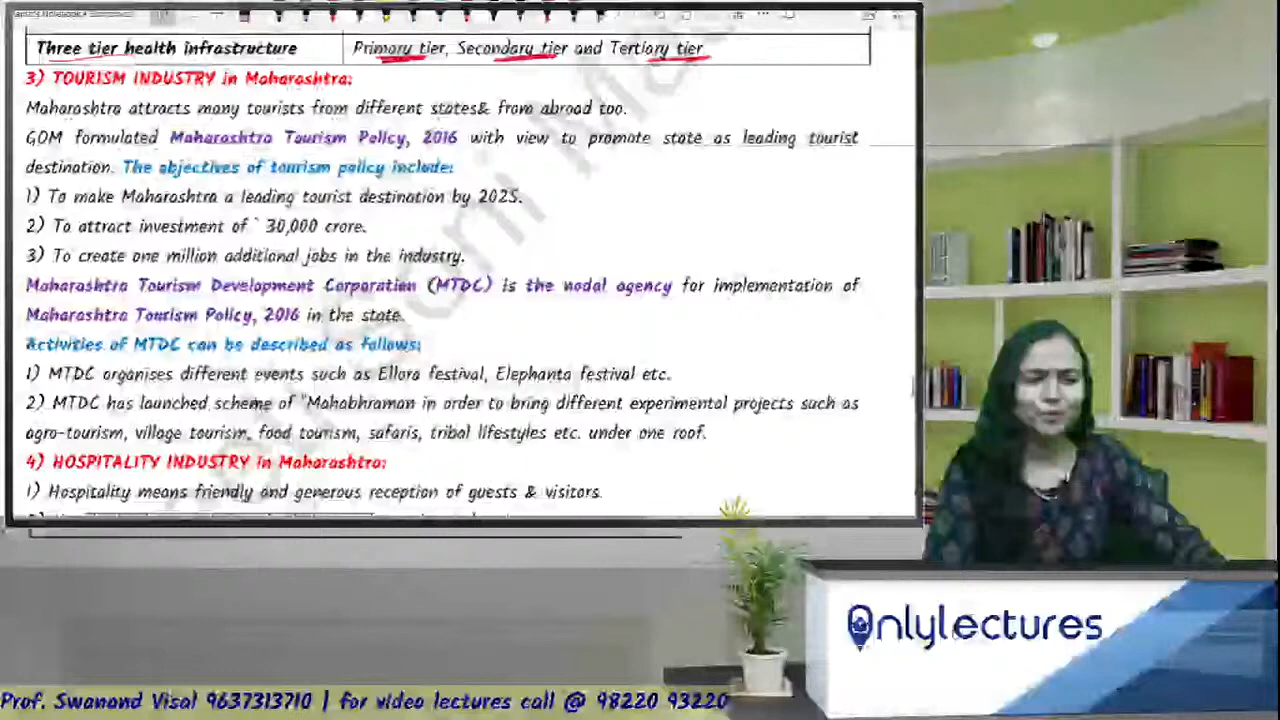 Three tier health infrastructure Primary tier, Secondary tier and Tertiary tier
3) TOURISM INDUSTRY in Maharashtra:
Maharashtra attracts many tourists from different states& from abroad too.
GOM formulated Maharashtra Tourism Policy, 2016 with view to promote state as leading tourist
destination. The objectives of tourism policy include:
1) To make Maharashtra a leading tourist destination by 2025.
2) To attract investment of ` 30,000 crore.
3) To create one million additional jobs in the industry.
Maharashtra Tourism Development Corporation (MTDC) is the nodal agency for implementation of
Maharashtra Tourism Policy, 2016 in the state.
Activities of MTDC can be described as follows:
1) MTDC organises different events such as Ellora festival, Elephanta festival etc.
2) MTDC has launched scheme of "Mahabhraman in order to bring different experimental projects such as
agro-tourism, village tourism, food tourism, safaris, tribal lifestyles etc. under one roof.
4) HOSPITALITY INDUSTRY in Maharashtra:
1) Hospitality means friendly and generous reception of guests & visitors.
Onlylectures
Prof. Swanand Visal 9637313710 | for video lectures call @ 98220 93220